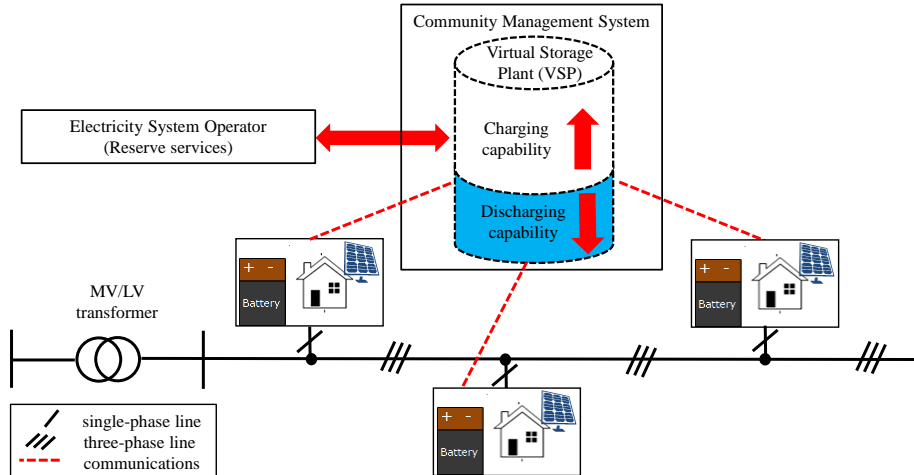 Community Management System
Virtual Storage
Plant (VSP)
Electricity System Operator
(Reserve services)
Charging
capability
Discharging
capability
+ -
Battery
+ -
Battery
MV/LV
transformer
+ -
Battery
single-phase line
three-phase line
communications